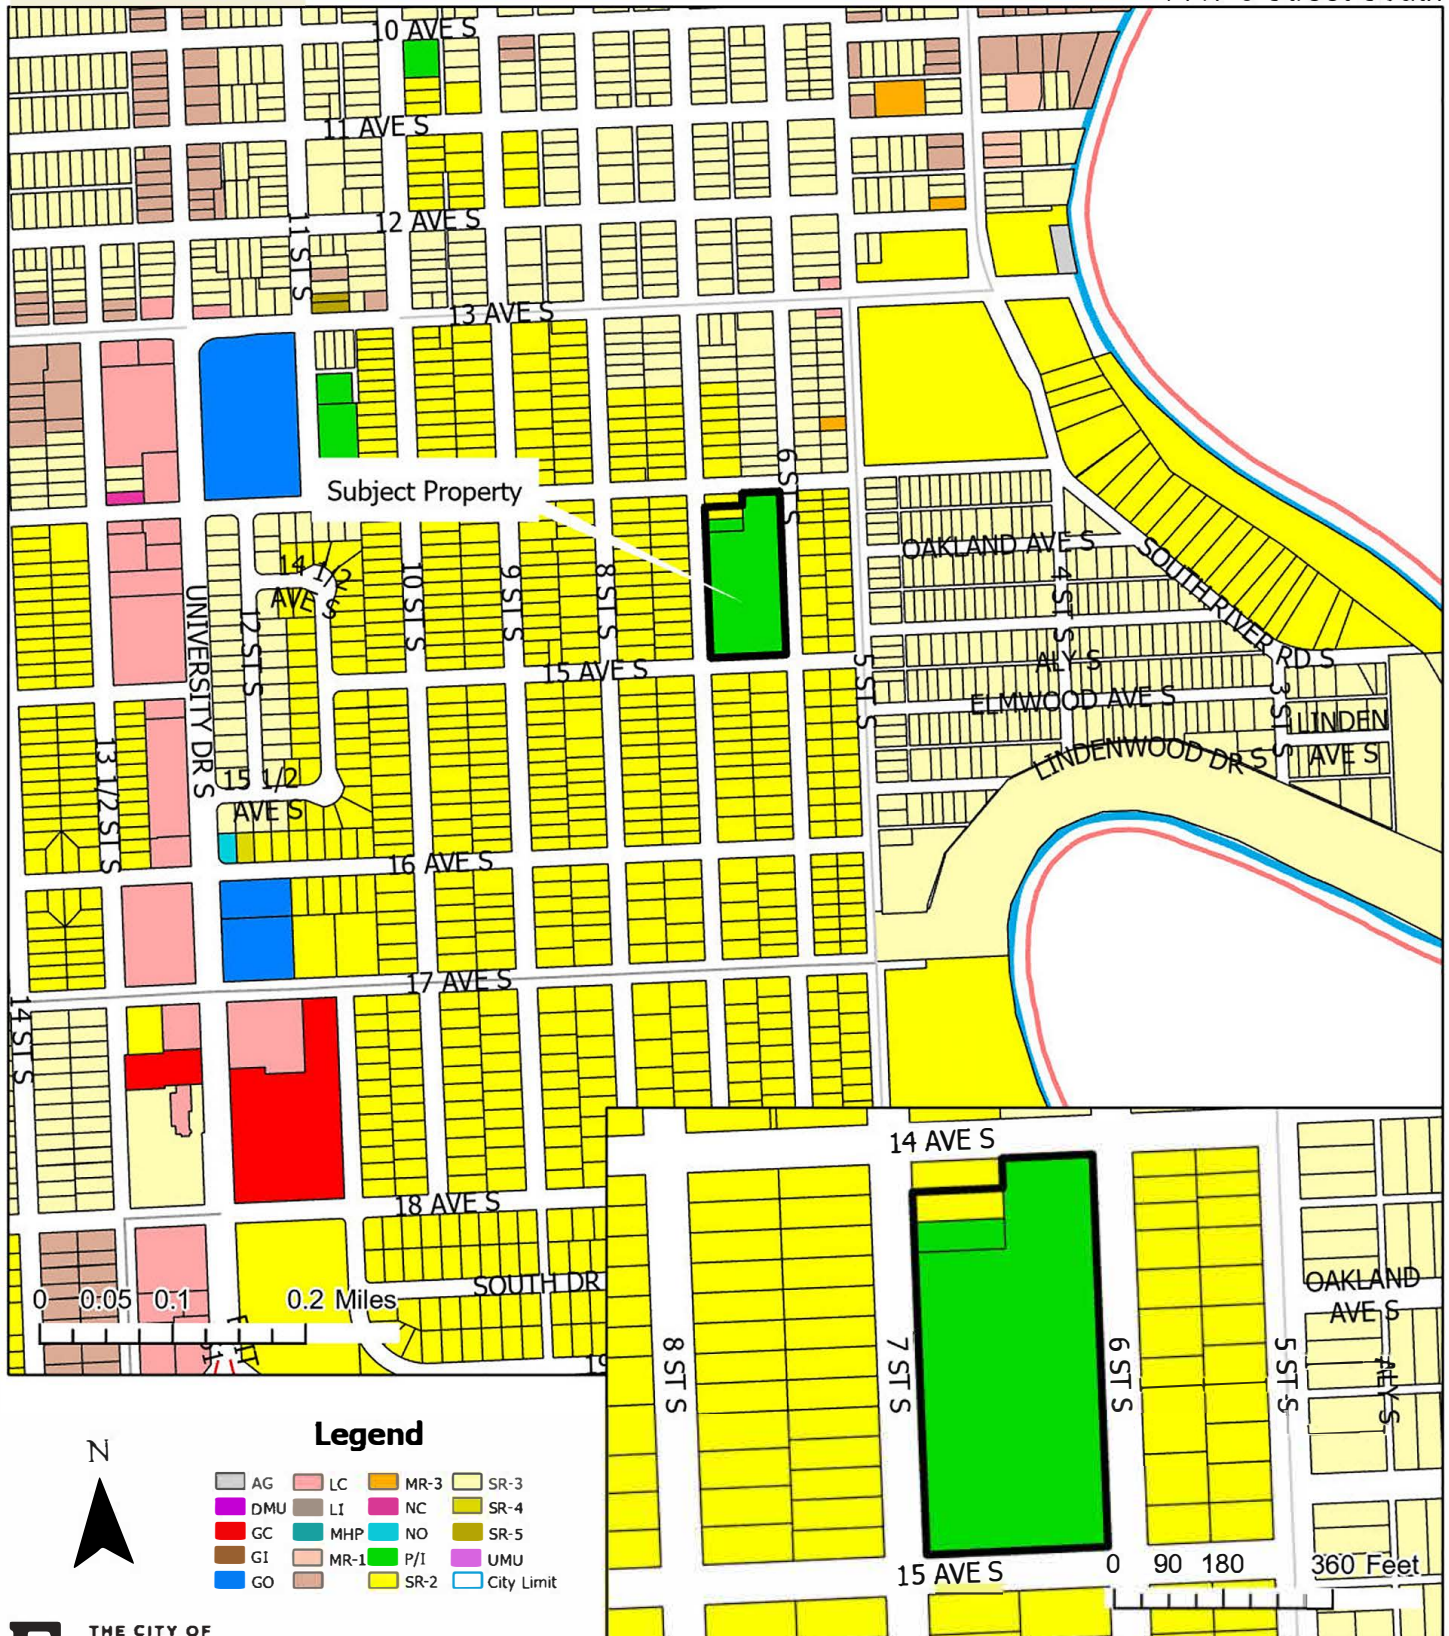 10 AVE S
11 AVE S
12 AVE S
11 ST S
13 AVE S
6 ST S
Subject Property
OAKLAND AVE S
SOUTH RIVER RD S
14 1/2
AVE S
10 ST S
9 ST S
8 ST S
4 ST S
UNIVERSITY DR S
12 ST S
15 AVE S
5 ST S
ALY S
ELMWOOD AVE S
3 ST S
LINDEN
AVE S
LINDENWOOD DR S
13 1/2 ST S
15 1/2
AVE S
16 AVE S
17 AVE S
14 ST S
18 AVE S
SOUTH DR
0 0.05 0.1 0.2 Miles
14 AVE S
OAKLAND
AVE S
8 ST S
7 ST S
6 ST S
5 ST S
ALY S
15 AVE S
0 90 180 360 Feet
N
Legend
AG LC MR-3 SR-3
DMU LI NC SR-4
GC MHP NO SR-5
GI MR-1 P/I UMU
GO SR-2 City Limit
THE CITY OF